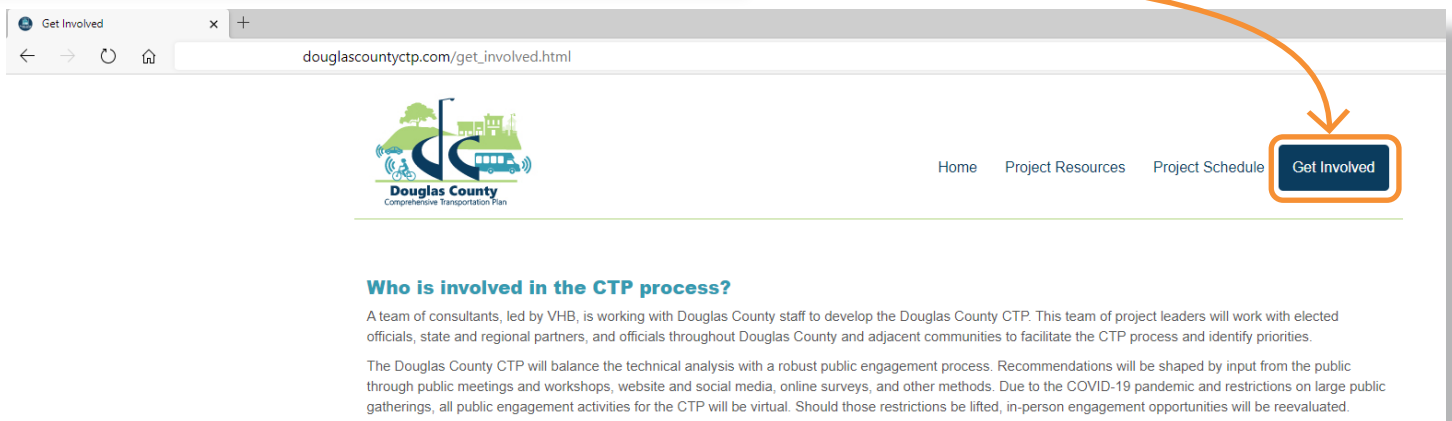 Get Involved
douglascountyctp.com/get_involved.html
dc
Douglas County
Comprehensive Transportation Plan
Home Project Resources Project Schedule Get Involved
Who is involved in the CTP process?
A team of consultants, led by VHB, is working with Douglas County staff to develop the Douglas County CTP. This team of project leaders will work with elected
officials, state and regional partners, and officials throughout Douglas County and adjacent communities to facilitate the CTP process and identify priorities.
The Douglas County CTP will balance the technical analysis with a robust public engagement process. Recommendations will be shaped by input from the public
through public meetings and workshops, website and social media, online surveys, and other methods. Due to the COVID-19 pandemic and restrictions on large public
gatherings, all public engagement activities for the CTP will be virtual. Should those restrictions be lifted, in-person engagement opportunities will be reevaluated.